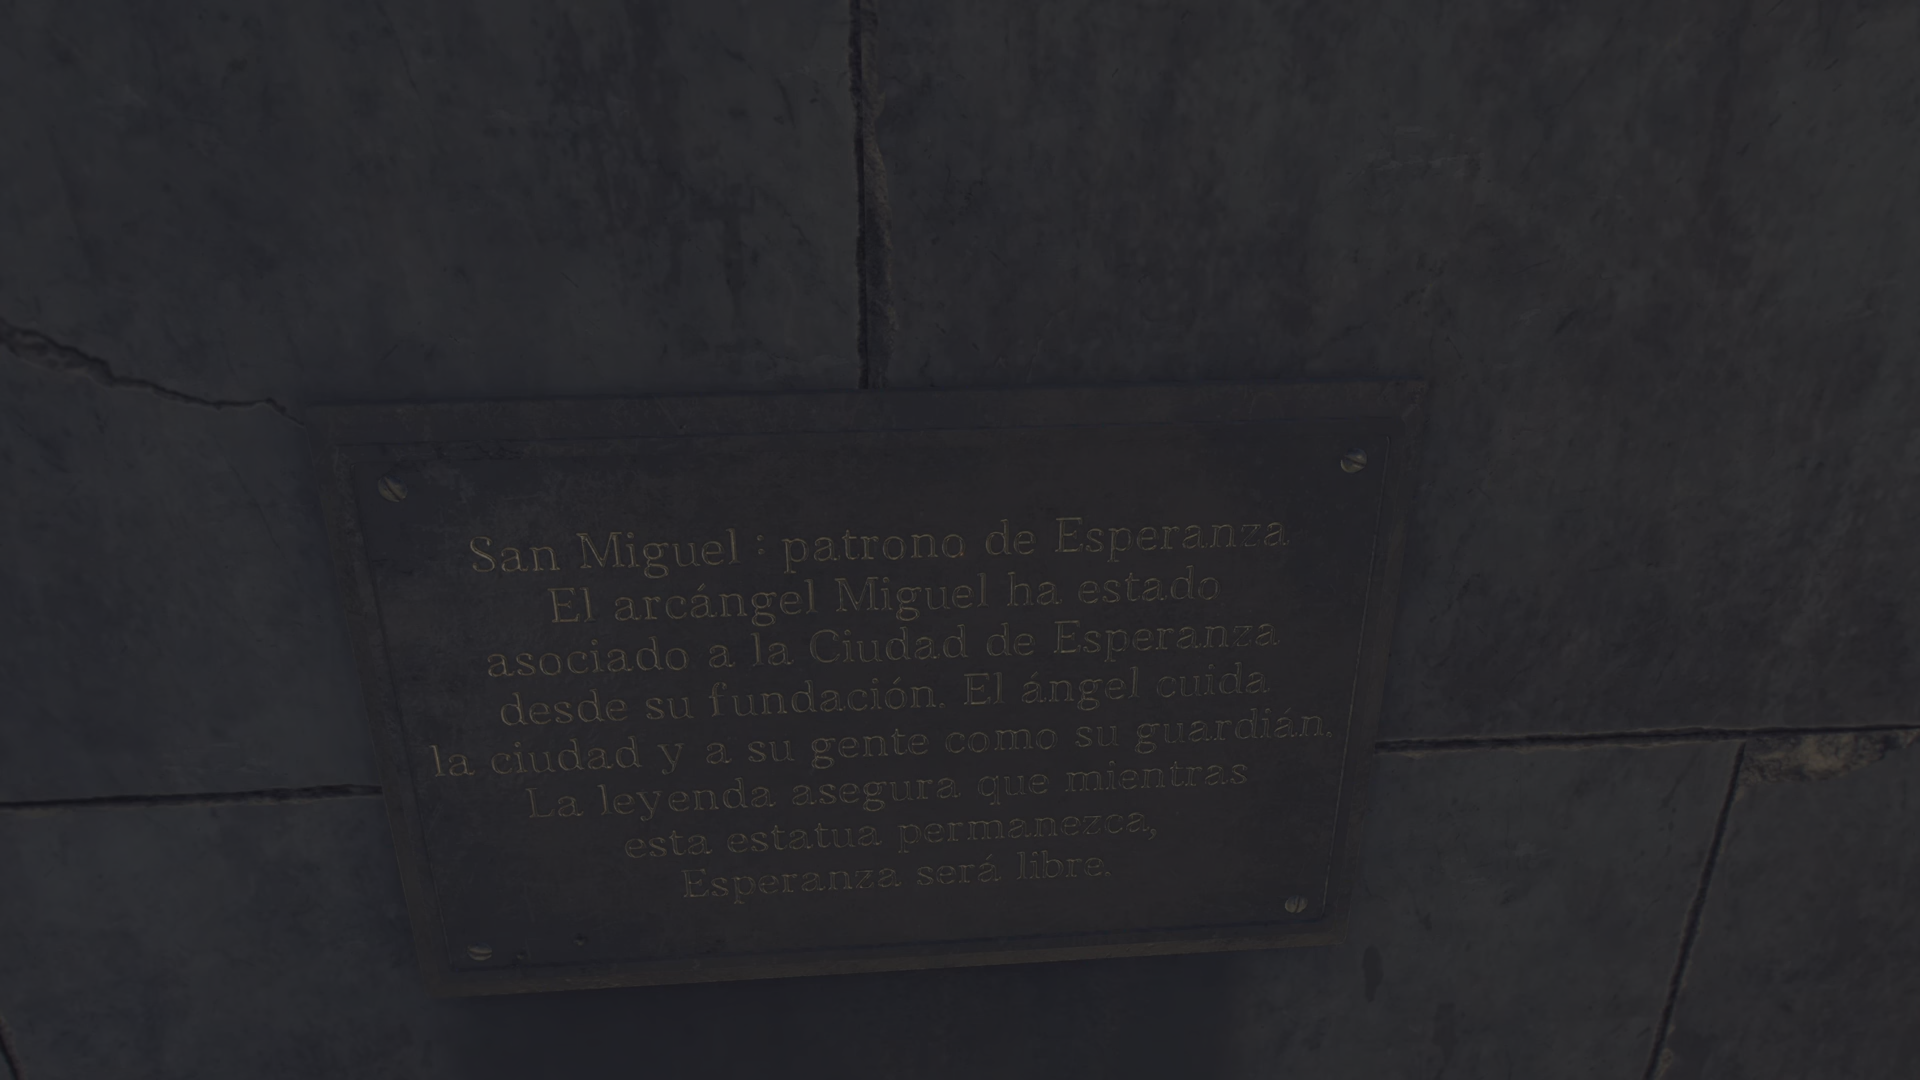 San Miguel : patrono de Esperanza
El arcángel Miguel ha estado
asociado a la Ciudad de Esperanza
desde su fundación. El ángel cuida
la ciudad y a su gente como su guardián.
La leyenda asegura que mientras
esta estatua permanezca,
Esperanza será libre.